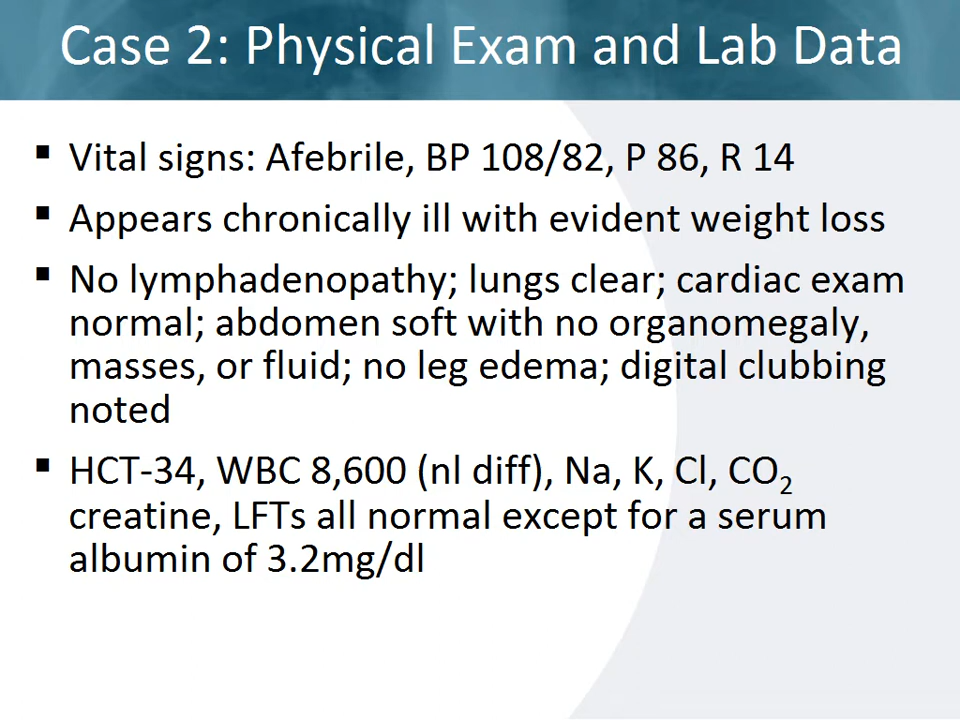 Case 2: Physical Exam and Lab Data
▪ Vital signs: Afebrile, BP 108/82, P 86, R 14
▪ Appears chronically ill with evident weight loss
▪ No lymphadenopathy; lungs clear; cardiac exam
normal; abdomen soft with no organomegaly,
masses, or fluid; no leg edema; digital clubbing
noted
▪ HCT-34, WBC 8,600 (nl diff), Na, K, Cl, CO₂
creatine, LFTs all normal except for a serum
albumin of 3.2mg/dl